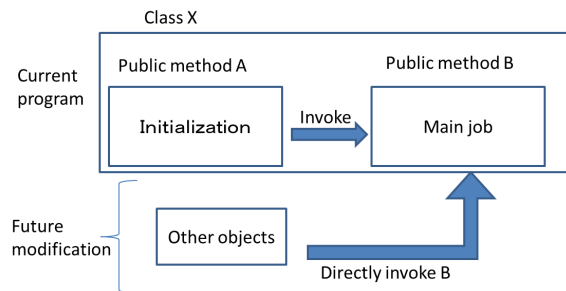 Class X
Current
program
Public method A
Public method B
Initialization
Invoke
Main job
Future
modification
Other objects
Directly invoke B